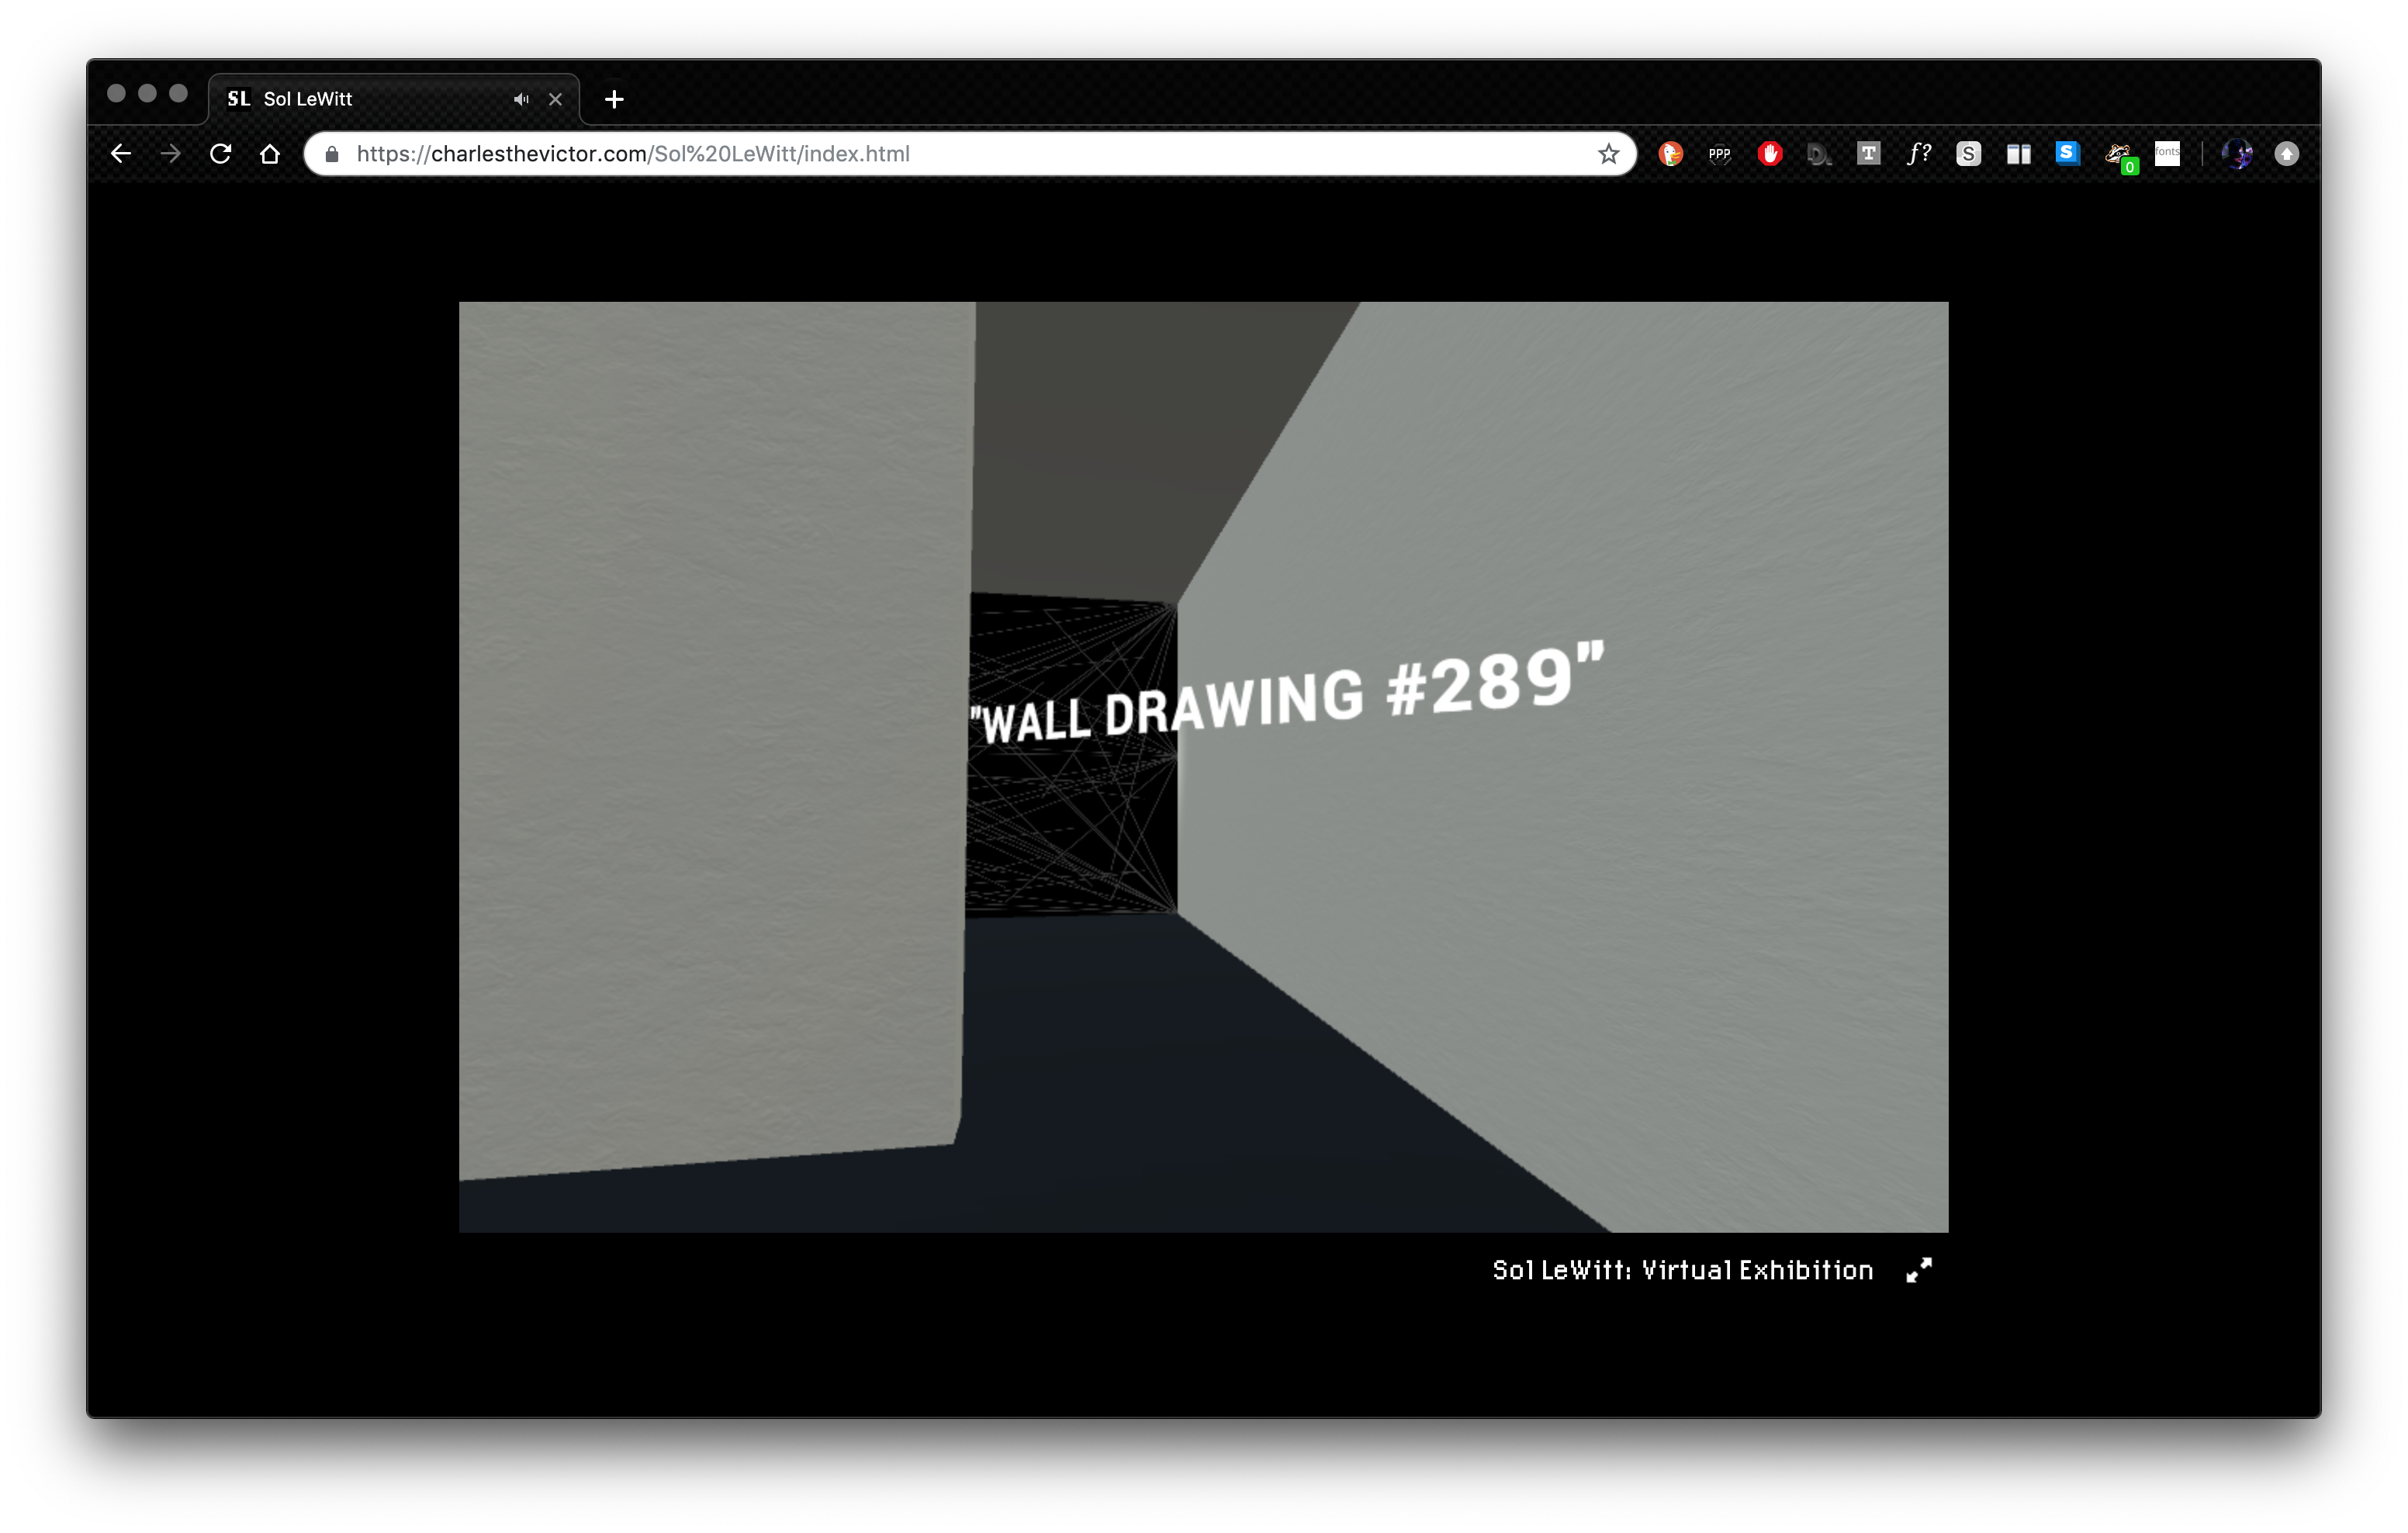 SL Sol LeWitt
https://charlesthevictor.com/Sol%20LeWitt/index.html
PPP
D.
T
f?
S
S
0
fonts
"WALL DRAWING #289"
Sol LeWitt: Virtual Exhibition